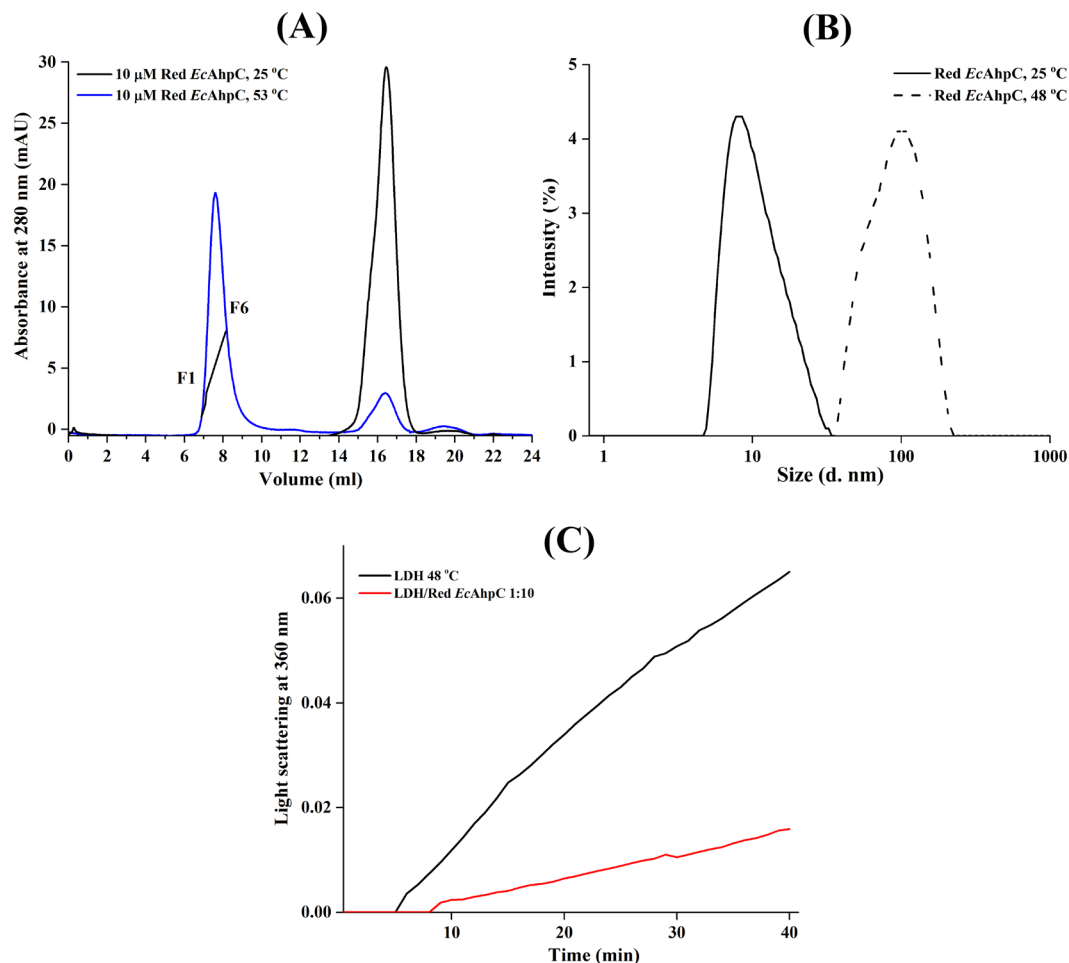 (A)
10 μM Red EcAhpC, 25 °C
10 μM Red EcAhpC, 53 °C
Absorbance at 280 nm (mAU)
30
25
20
15
10
5
0
F1
F6
0 2 4 6 8 10 12 14 16 18 20 22 24
Volume (ml)
(B)
Red EcAhpC, 25 °C
Red EcAhpC, 48 °C
Intensity (%)
5
4
3
2
1
0
1 10 100 1000
Size (d. nm)
(C)
LDH 48 °C
LDH/Red EcAhpC 1:10
Light scattering at 360 nm
0.06
0.04
0.02
0.00
10 20 30 40
Time (min)